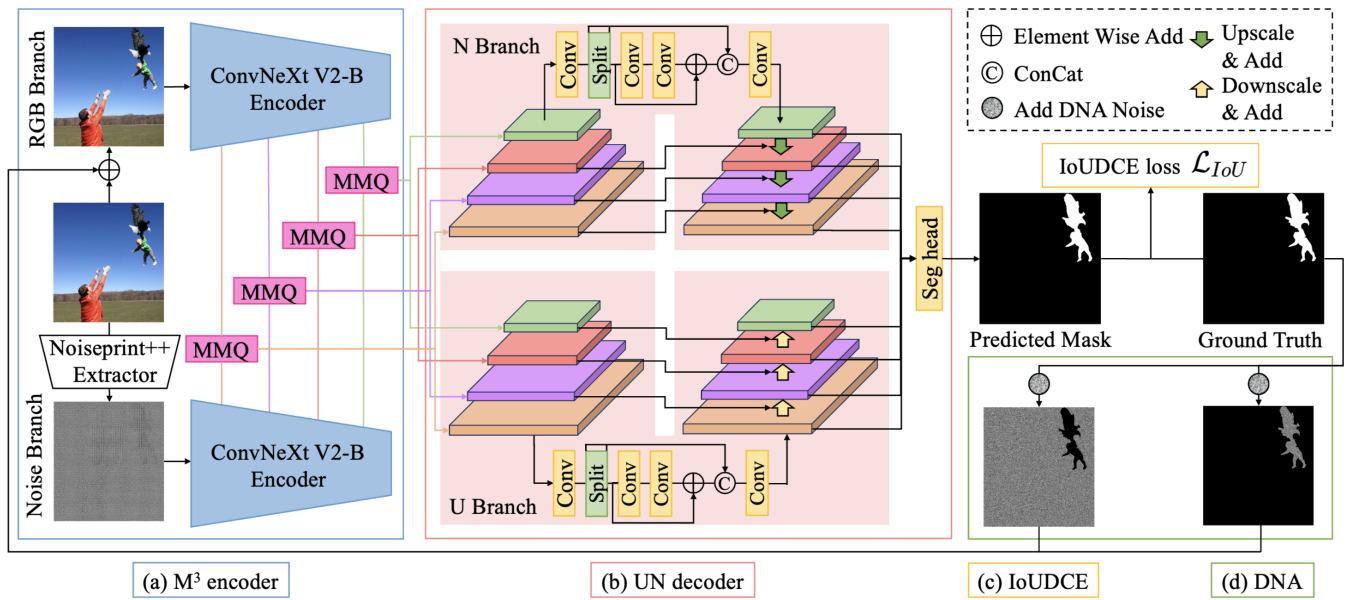 RGB Branch
ConvNeXt V2-B
Encoder
Noiseprint++
Extractor
Noise Branch
ConvNeXt V2-B
Encoder
MMQ
MMQ
MMQ
MMQ
N Branch
Conv
Split
Conv
Conv
C
Conv
U Branch
Conv
Split
Conv
Conv
C
Conv
Seg head
Element Wise Add
C ConCat
Add DNA Noise
Upscale
& Add
Downscale
& Add
IoUDCE loss ℒ_IoU
Predicted Mask
Ground Truth
(a) M³ encoder
(b) UN decoder
(c) IoUDCE
(d) DNA